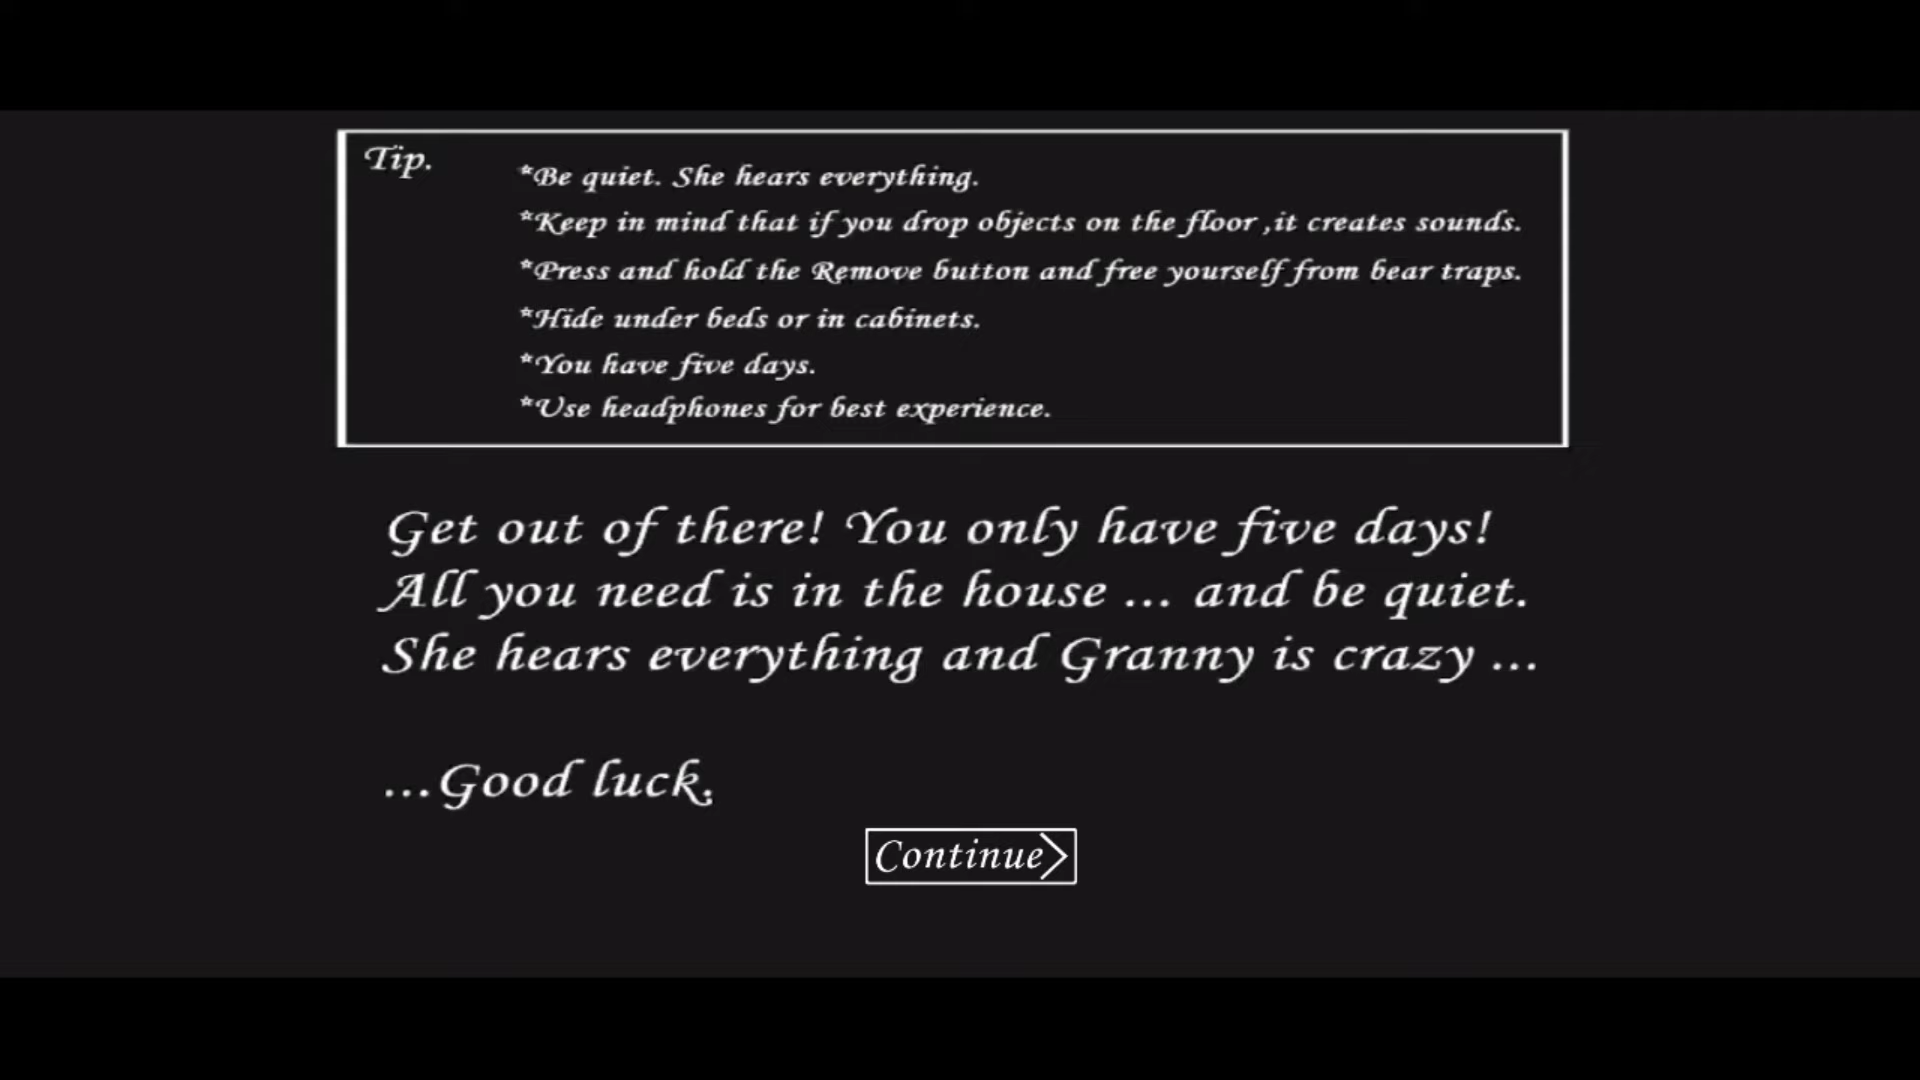 Tip.
*Be quiet. She hears everything.
*Keep in mind that if you drop objects on the floor ,it creates sounds.
*Press and hold the Remove button and free yourself from bear traps.
*Hide under beds or in cabinets.
*You have five days.
*Use headphones for best experience.
Get out of there! You only have five days!
All you need is in the house ... and be quiet.
She hears everything and Granny is crazy ...
...Good luck.
Continue>